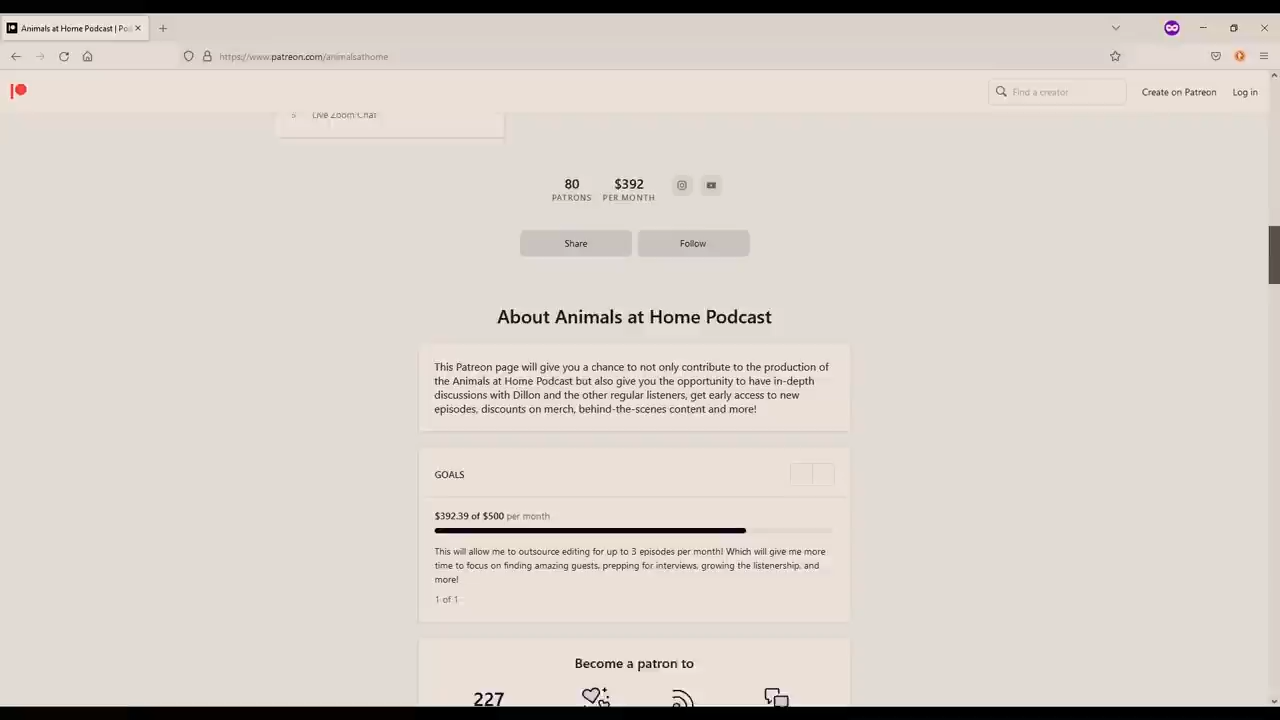 Animals at Home Podcast | Pod
https://www.patreon.com/animalsathome
Find a creator
Create on Patreon
Log in
8 Live Zoom Chat
80
PATRONS
$392
PER MONTH
Share
Follow
About Animals at Home Podcast
This Patreon page will give you a chance to not only contribute to the production of
the Animals at Home Podcast but also give you the opportunity to have in-depth
discussions with Dillon and the other regular listeners, get early access to new
episodes, discounts on merch, behind-the-scenes content and more!
GOALS
$392.39 of $500 per month
This will allow me to outsource editing for up to 3 episodes per month! Which will give me more
time to focus on finding amazing guests, prepping for interviews, growing the listenership, and
more!
1 of 1
Become a patron to
227